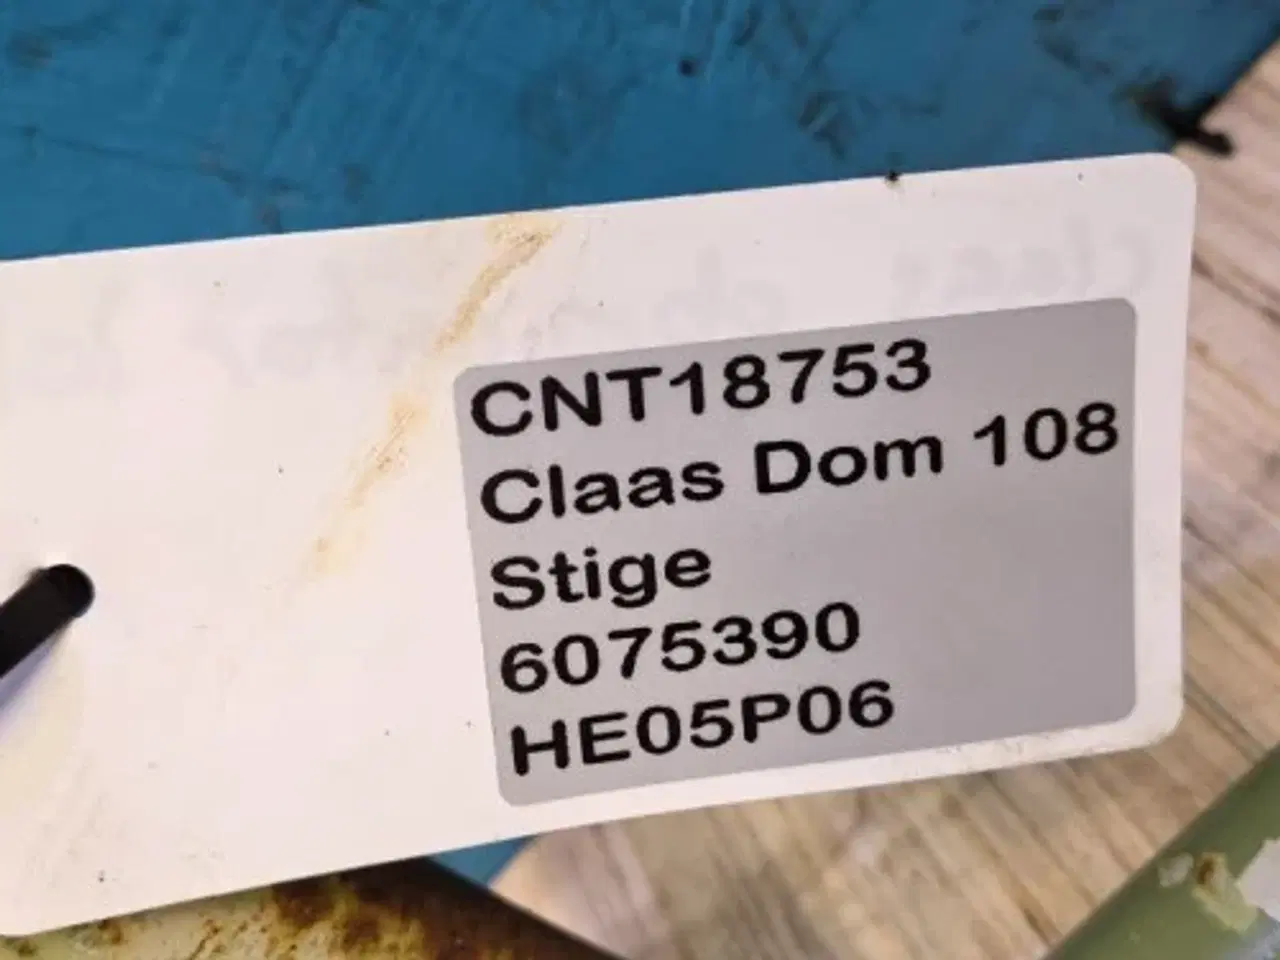 CNT18753
Claas Dom 108
Stige
6075390
HE05P06